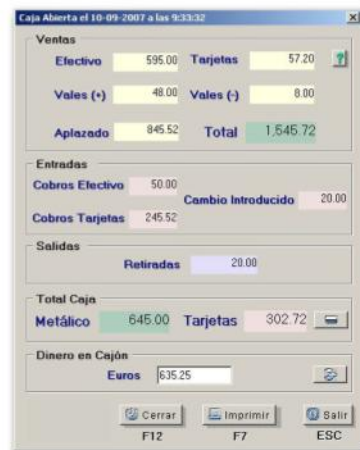 Caja Abierta el 10-09-2007 a las 9:33:32
Ventas
Efectivo 595.00 Tarjetas 57.20 ?
Vales (+) 48.00 Vales (-) 8.00
Aplazado 845.52 Total 1,545.72
Entradas
Cobros Efectivo 50.00
Cambio Introducido 20.00
Cobros Tarjetas 245.52
Salidas
Retiradas 20.00
Total Caja
Metálico 645.00 Tarjetas 302.72
Dinero en Cajón
Euros 635.25
Cerrar Imprimir Salir
F12 F7 ESC